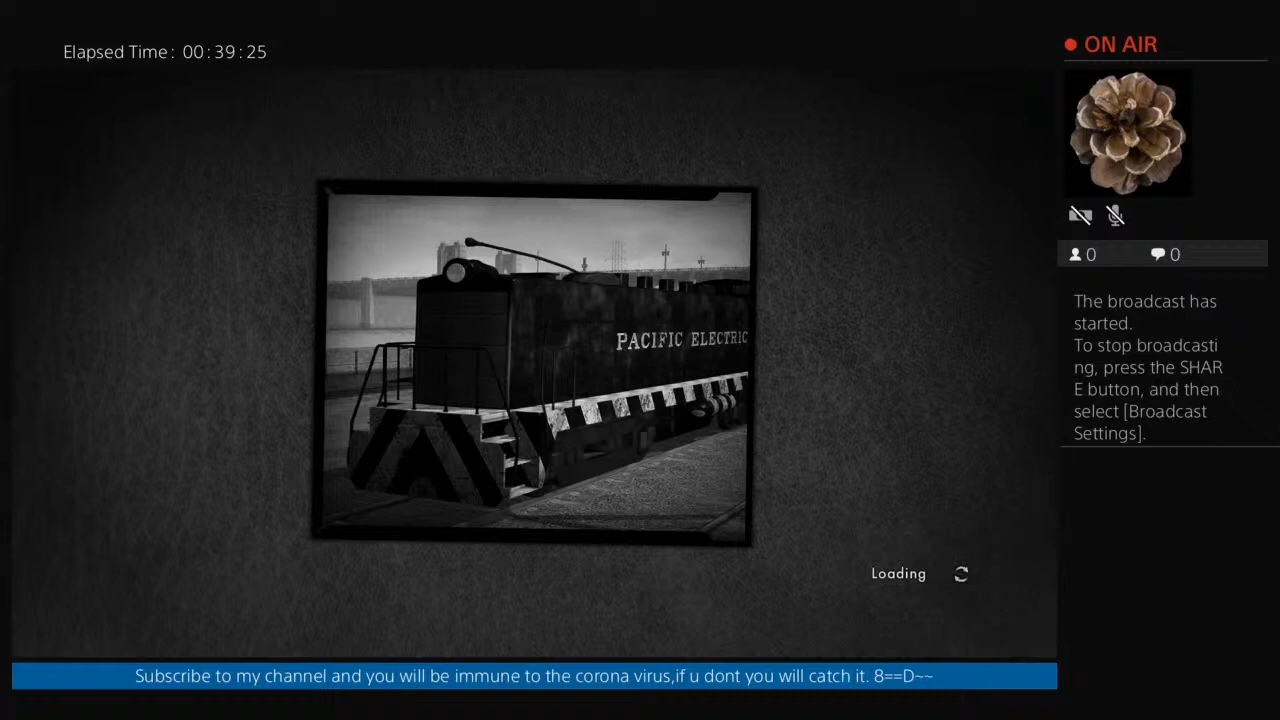 Elapsed Time: 00:39:25
ON AIR
0 0
The broadcast has
started.
To stop broadcasti
ng, press the SHAR
E button, and then
select [Broadcast
Settings].
PACIFIC ELECTRIC
Loading
Subscribe to my channel and you will be immune to the corona virus,if u dont you will catch it. 8==D~~